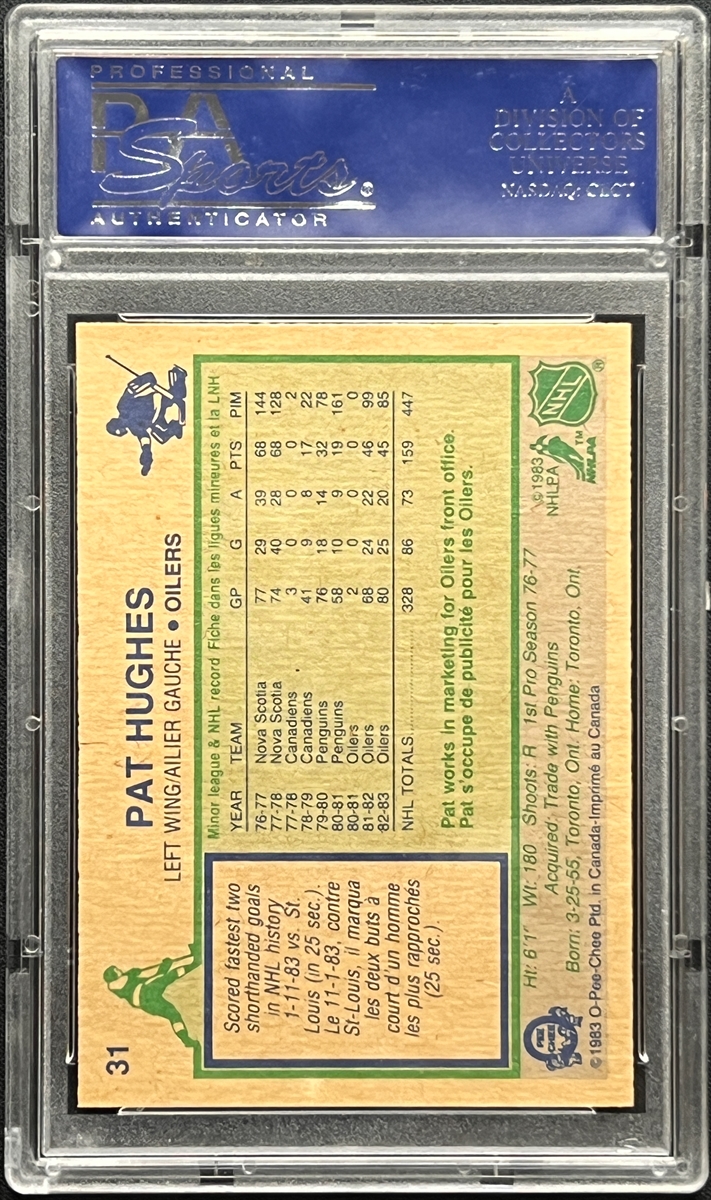 PROFESSIONAL
PSA
Sports
AUTHENTICATOR
A
DIVISION OF
COLLECTORS
UNIVERSE
NASDAQ: CLCT
31
PAT HUGHES
LEFT WING/AILIER GAUCHE • OILERS
Scored fastest two
shorthanded goals
in NHL history
1-11-83 vs. St.
Louis (in 25 sec.).
Le 11-1-83, contre
St-Louis, il marqua
les deux buts à
court d'un homme
les plus rapprochés
(25 sec.).
Minor league & NHL record Fiche dans les ligues mineures et la LNH
YEAR TEAM GP G A PTS PIM
76-77 Nova Scotia 77 29 39 68 144
77-78 Nova Scotia 74 40 28 68 128
77-78 Canadiens 3 0 0 0 2
78-79 Canadiens 41 9 8 17 22
79-80 Penguins 76 18 14 32 78
80-81 Penguins 58 10 9 19 161
80-81 Oilers 2 0 0 0 0
81-82 Oilers 68 24 22 46 99
82-83 Oilers 80 25 20 45 85
NHL TOTALS 328 86 73 159 447
Pat works in marketing for Oilers front office.
Pat s'occupe de publicité pour les Oilers.
Ht: 6'1" Wt: 180 Shoots: R 1st Pro Season 76-77
Acquired: Trade with Penguins
Born: 3-25-55, Toronto, Ont. Home: Toronto, Ont.
© 1983 O-Pee-Chee Ptd. in Canada-Imprimé au Canada
O PEE CHEE
©1983
NHLPA
NHLPA TM
NHL ®